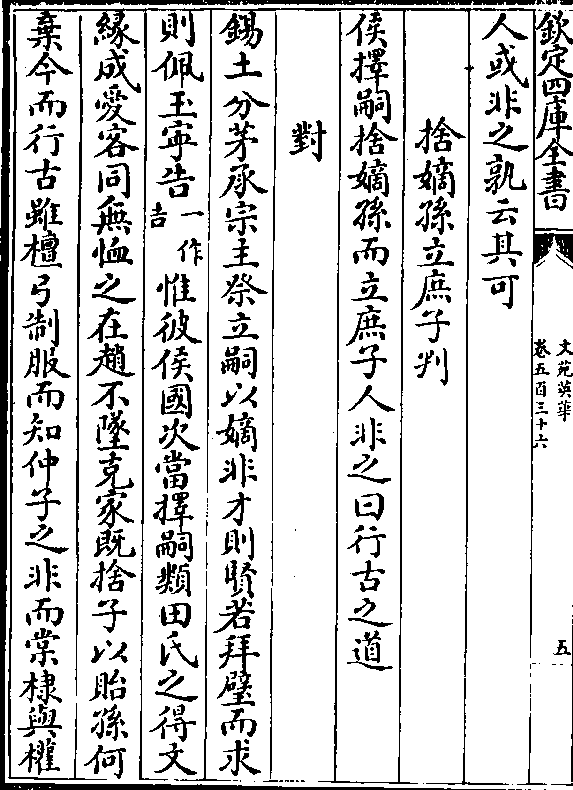 欽定四庫全書
文苑英華
卷五百三十六
五
人或非之孰云其可
捨嫡孫立庶子判
侯擇嗣捨嫡孫而立庶子人非之曰行古之道
對
錫土分茅承宗主祭立嗣以嫡非才則賢若拜璧而求
則佩玉寧告一作吉惟彼侯國次當擇嗣類田氏之得文
緣成愛客同無恤之在趙不墜克家既捨子以貽孫何
棄今而行古雖檀弓制服而知仲子之非而棠棣與權